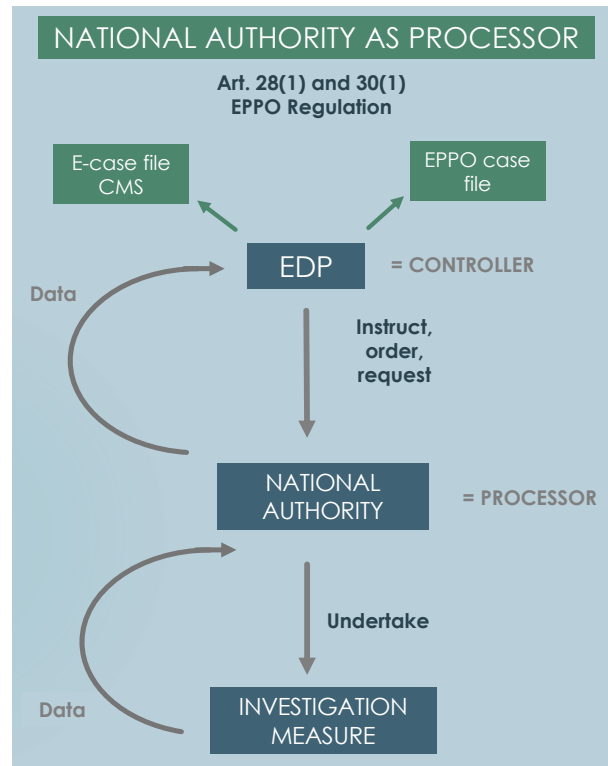 NATIONAL AUTHORITY AS PROCESSOR
Art. 28(1) and 30(1)
EPPO Regulation
E-case file
CMS
EPPO case
file
EDP
= CONTROLLER
Data
Instruct,
order,
request
NATIONAL
AUTHORITY
= PROCESSOR
Undertake
Data
INVESTIGATION
MEASURE